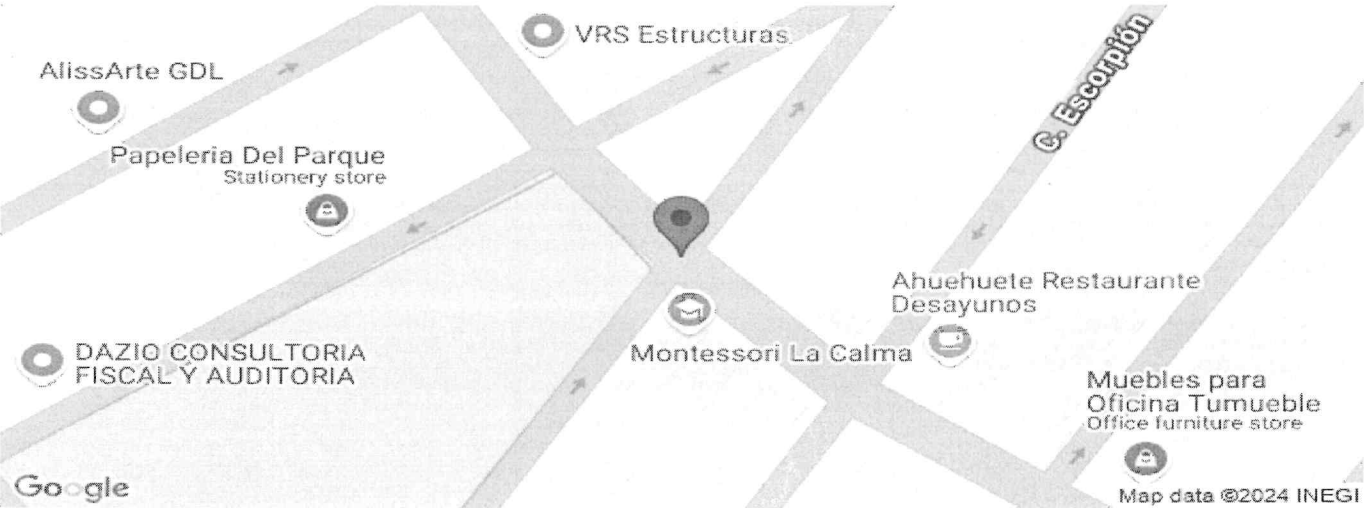 VRS Estructuras
AlissArte GDL
C. Escorpión
Papeleria Del Parque
Stationery store
Ahuehuete Restaurante
Desayunos
Montessori La Calma
DAZIO CONSULTORIA
FISCAL Y AUDITORIA
Muebles para
Oficina Tumueble
Office furniture store
Google
Map data ©2024 INEGI